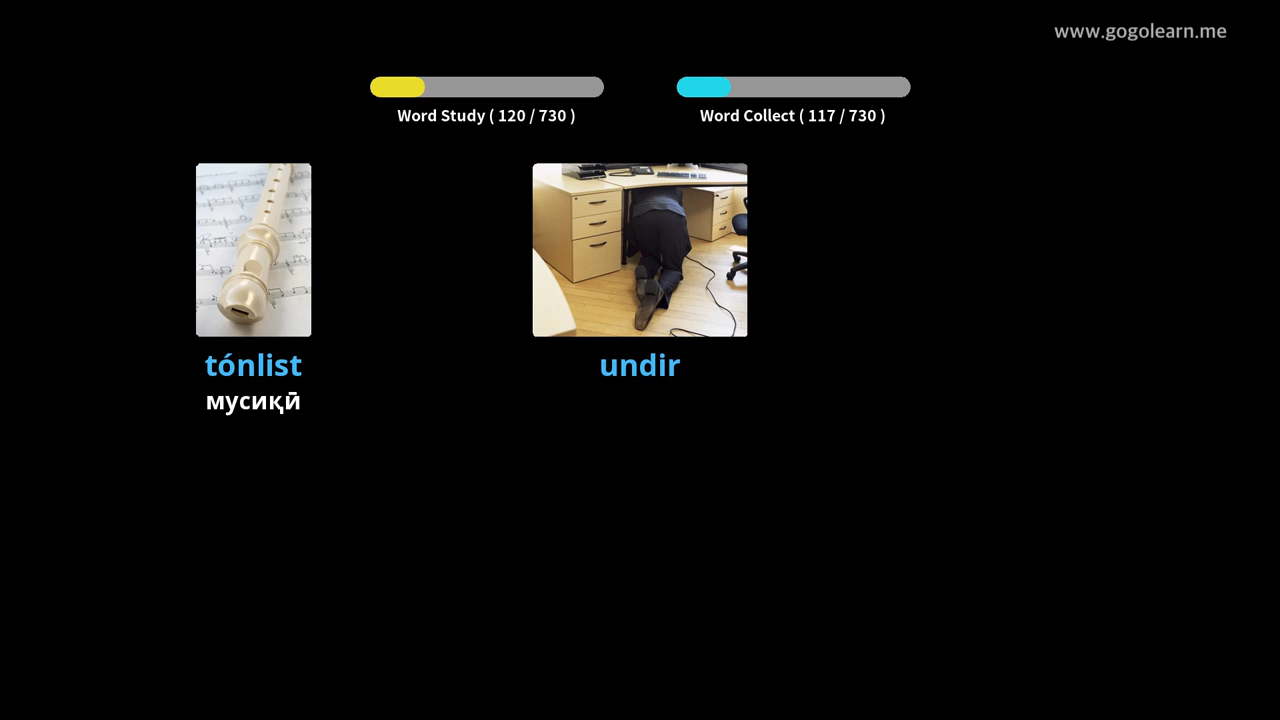 www.gogolearn.me
Word Study ( 120 / 730 )
Word Collect ( 117 / 730 )
tónlist
undir
мусиқӣ